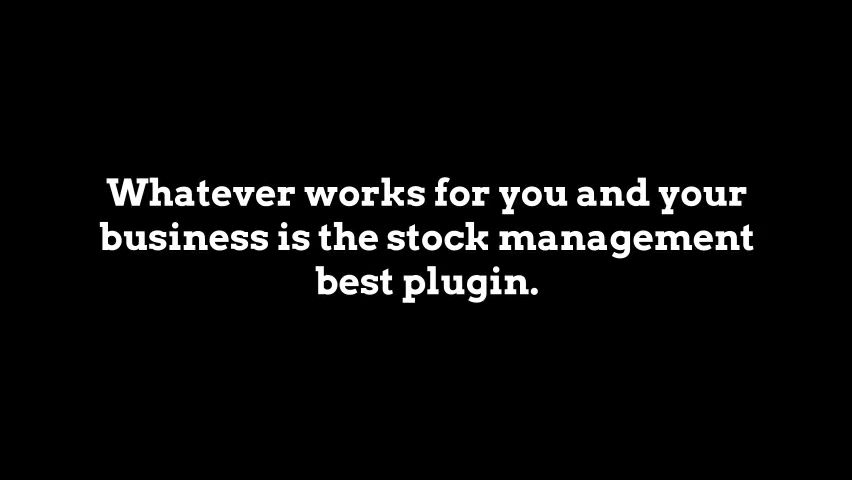 Whatever works for you and your
business is the stock management
best plugin.